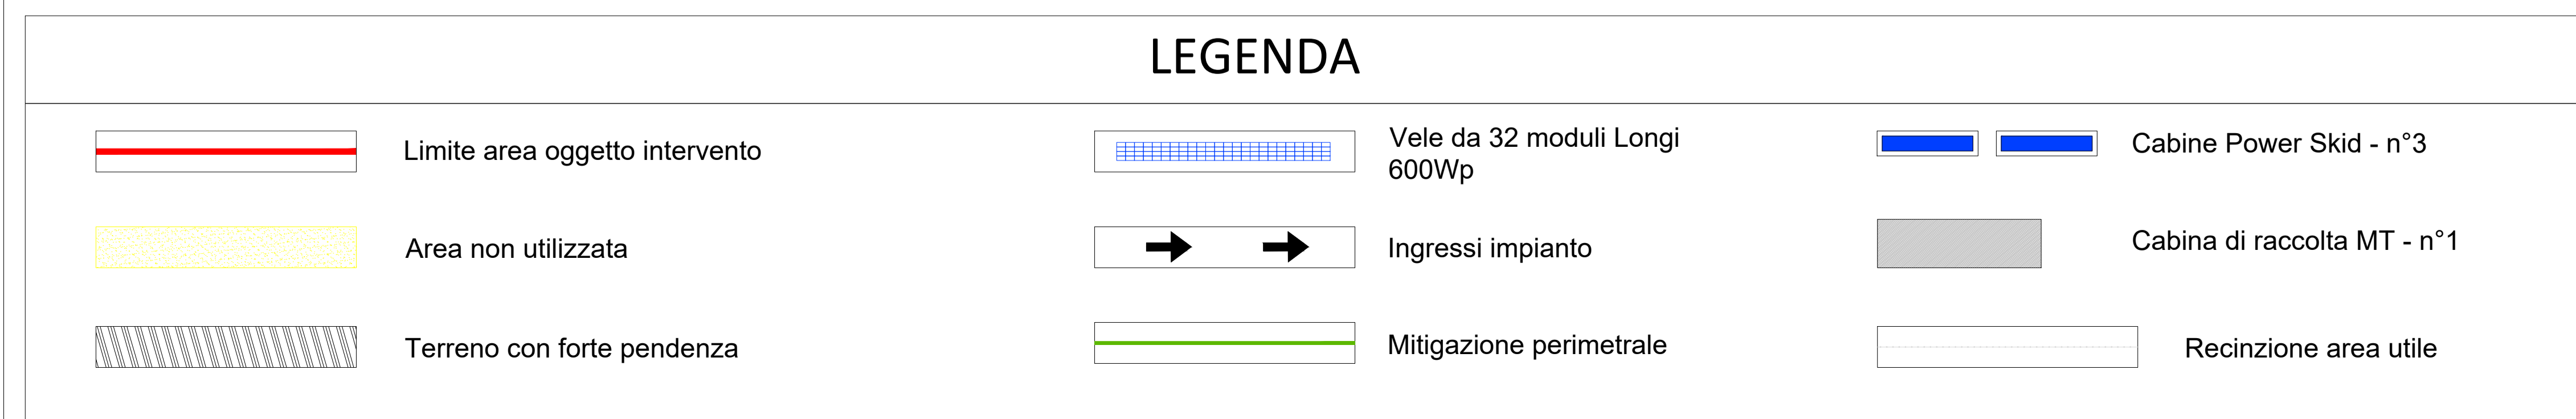 LEGENDA
Limite area oggetto intervento
Vele da 32 moduli Longi
600Wp
Cabine Power Skid - n°3
Area non utilizzata
Ingressi impianto
Cabina di raccolta MT - n°1
Terreno con forte pendenza
Mitigazione perimetrale
Recinzione area utile